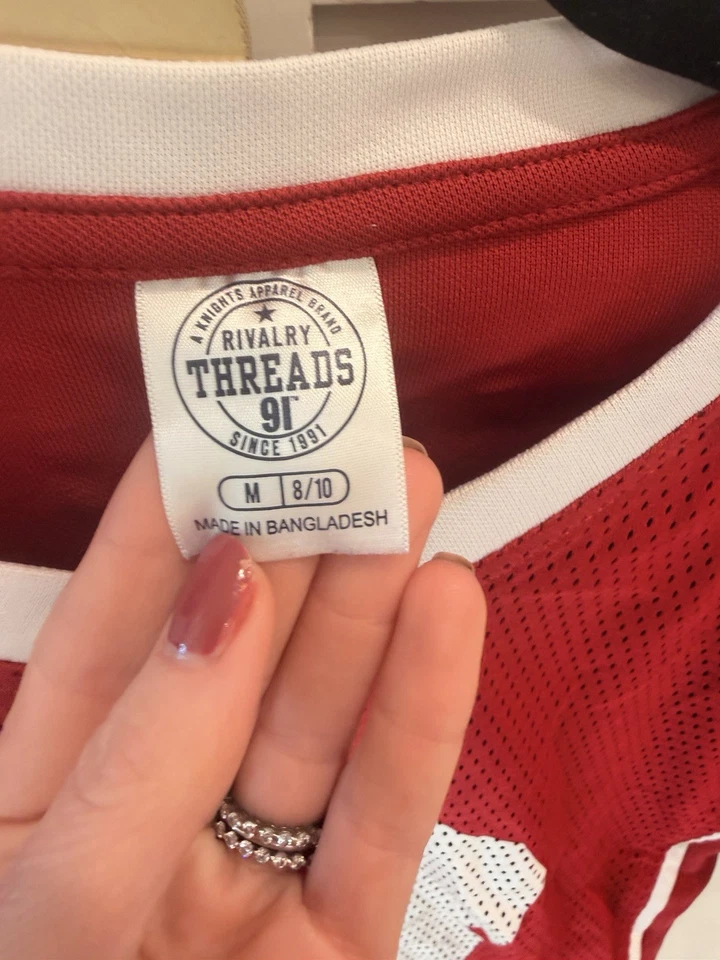 A KNIGHTS APPAREL BRAND
RIVALRY
THREADS
91
SINCE 1991
M 8/10
MADE IN BANGLADESH